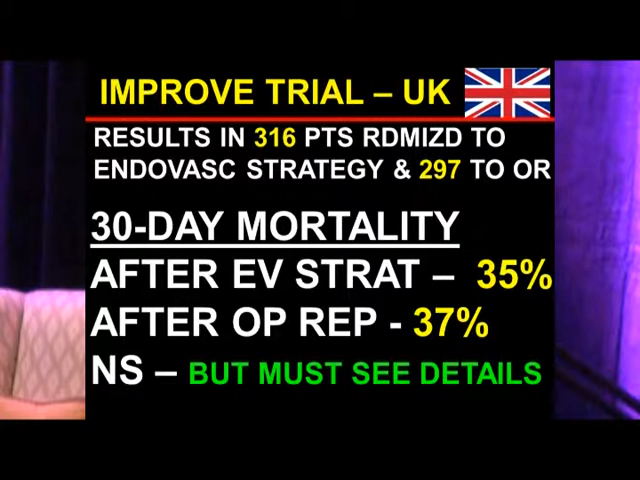 IMPROVE TRIAL – UK
RESULTS IN 316 PTS RDMIZD TO
ENDOVASC STRATEGY & 297 TO OR
30-DAY MORTALITY
AFTER EV STRAT – 35%
AFTER OP REP - 37%
NS – BUT MUST SEE DETAILS